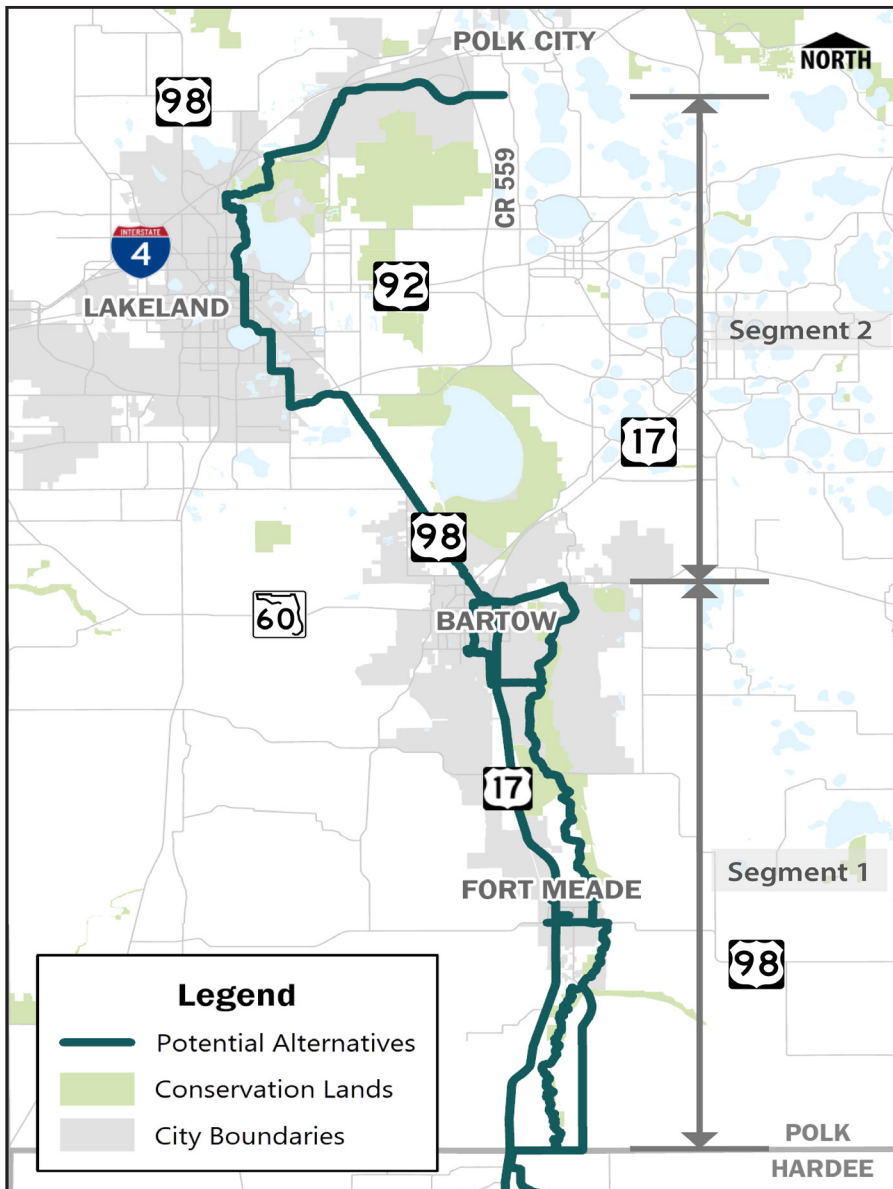 POLK CITY
NORTH
98
CR 559
INTERSTATE
4
92
LAKELAND
Segment 2
17
98
60
BARTOW
17
Segment 1
FORT MEADE
98
Legend
Potential Alternatives
Conservation Lands
City Boundaries
POLK
HARDEE